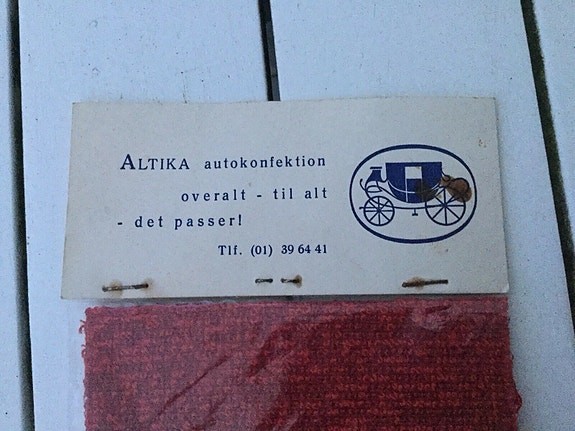 ALTIKA autokonfektion
overalt - til alt
- det passer!
Tlf. (01) 39 64 41